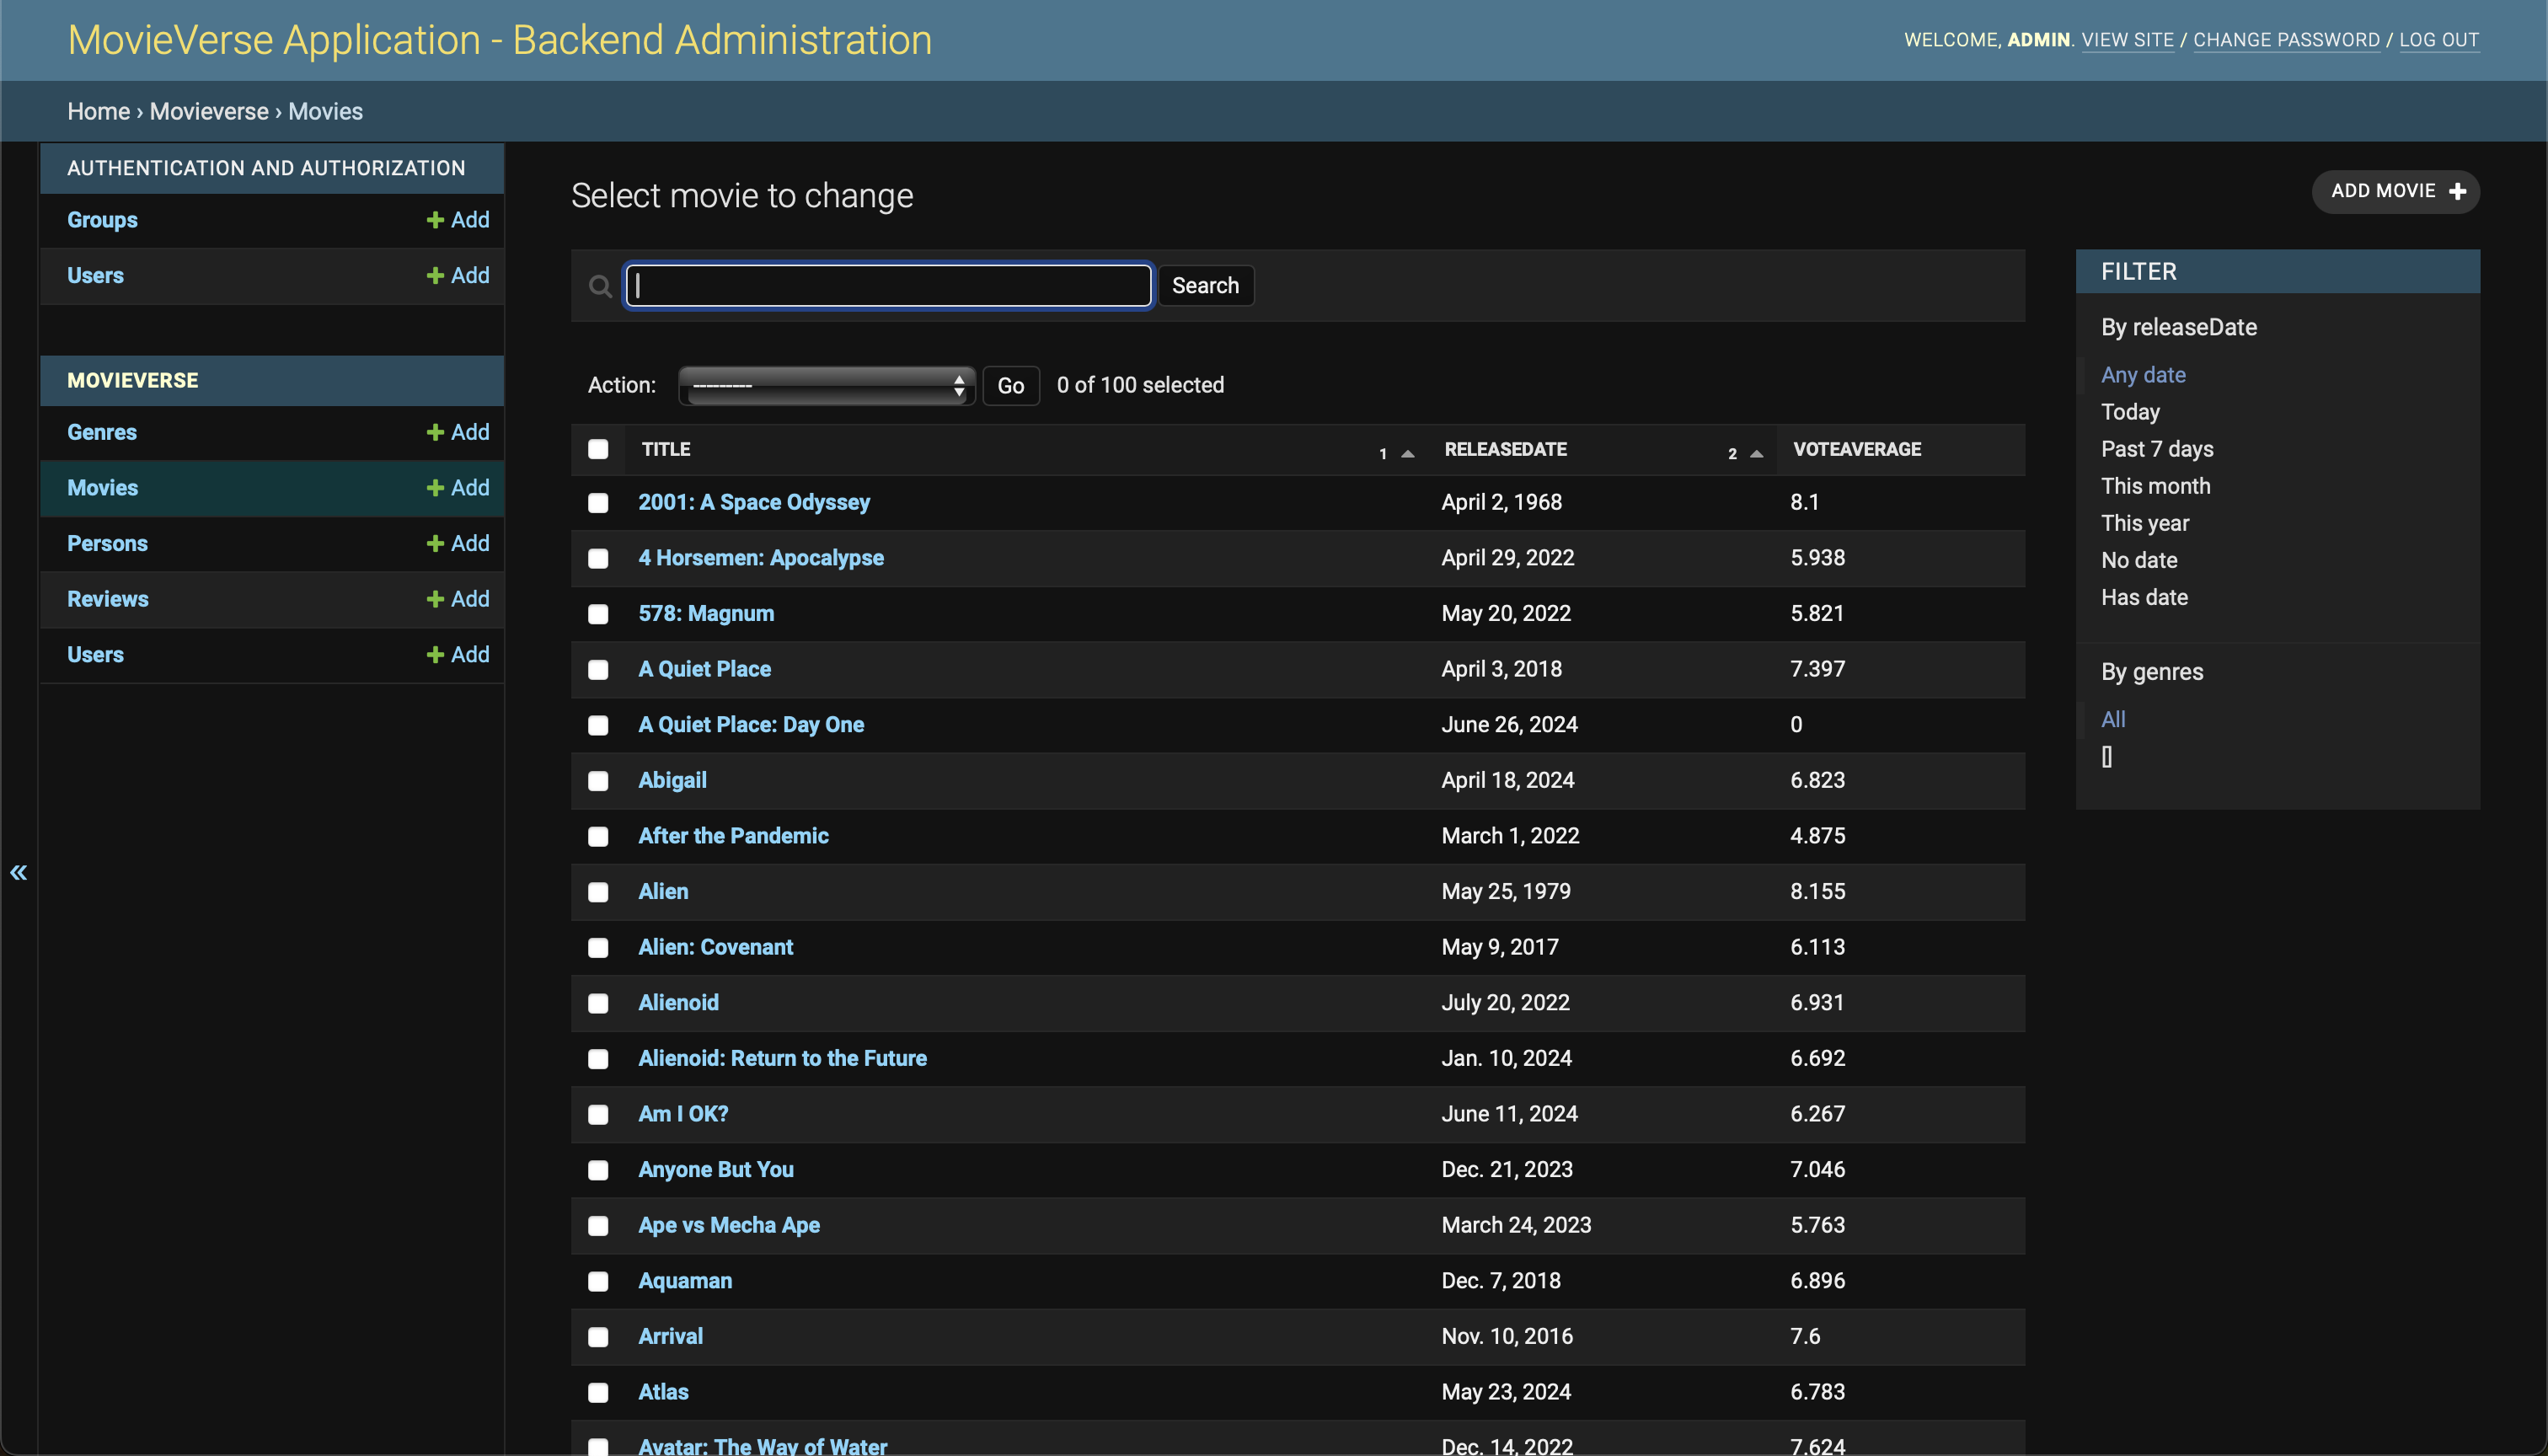 MovieVerse Application - Backend Administration
WELCOME, ADMIN. VIEW SITE / CHANGE PASSWORD / LOG OUT
Home › Movieverse › Movies
AUTHENTICATION AND AUTHORIZATION
Groups + Add
Users + Add
MOVIEVERSE
Genres + Add
Movies + Add
Persons + Add
Reviews + Add
Users + Add
«
Select movie to change
ADD MOVIE +
Search
Action: --------- Go 0 of 100 selected
TITLE 1 RELEASEDATE 2 VOTEAVERAGE
2001: A Space Odyssey April 2, 1968 8.1
4 Horsemen: Apocalypse April 29, 2022 5.938
578: Magnum May 20, 2022 5.821
A Quiet Place April 3, 2018 7.397
A Quiet Place: Day One June 26, 2024 0
Abigail April 18, 2024 6.823
After the Pandemic March 1, 2022 4.875
Alien May 25, 1979 8.155
Alien: Covenant May 9, 2017 6.113
Alienoid July 20, 2022 6.931
Alienoid: Return to the Future Jan. 10, 2024 6.692
Am I OK? June 11, 2024 6.267
Anyone But You Dec. 21, 2023 7.046
Ape vs Mecha Ape March 24, 2023 5.763
Aquaman Dec. 7, 2018 6.896
Arrival Nov. 10, 2016 7.6
Atlas May 23, 2024 6.783
Avatar: The Way of Water Dec. 14, 2022 7.624
FILTER
By releaseDate
Any date
Today
Past 7 days
This month
This year
No date
Has date
By genres
All
[]